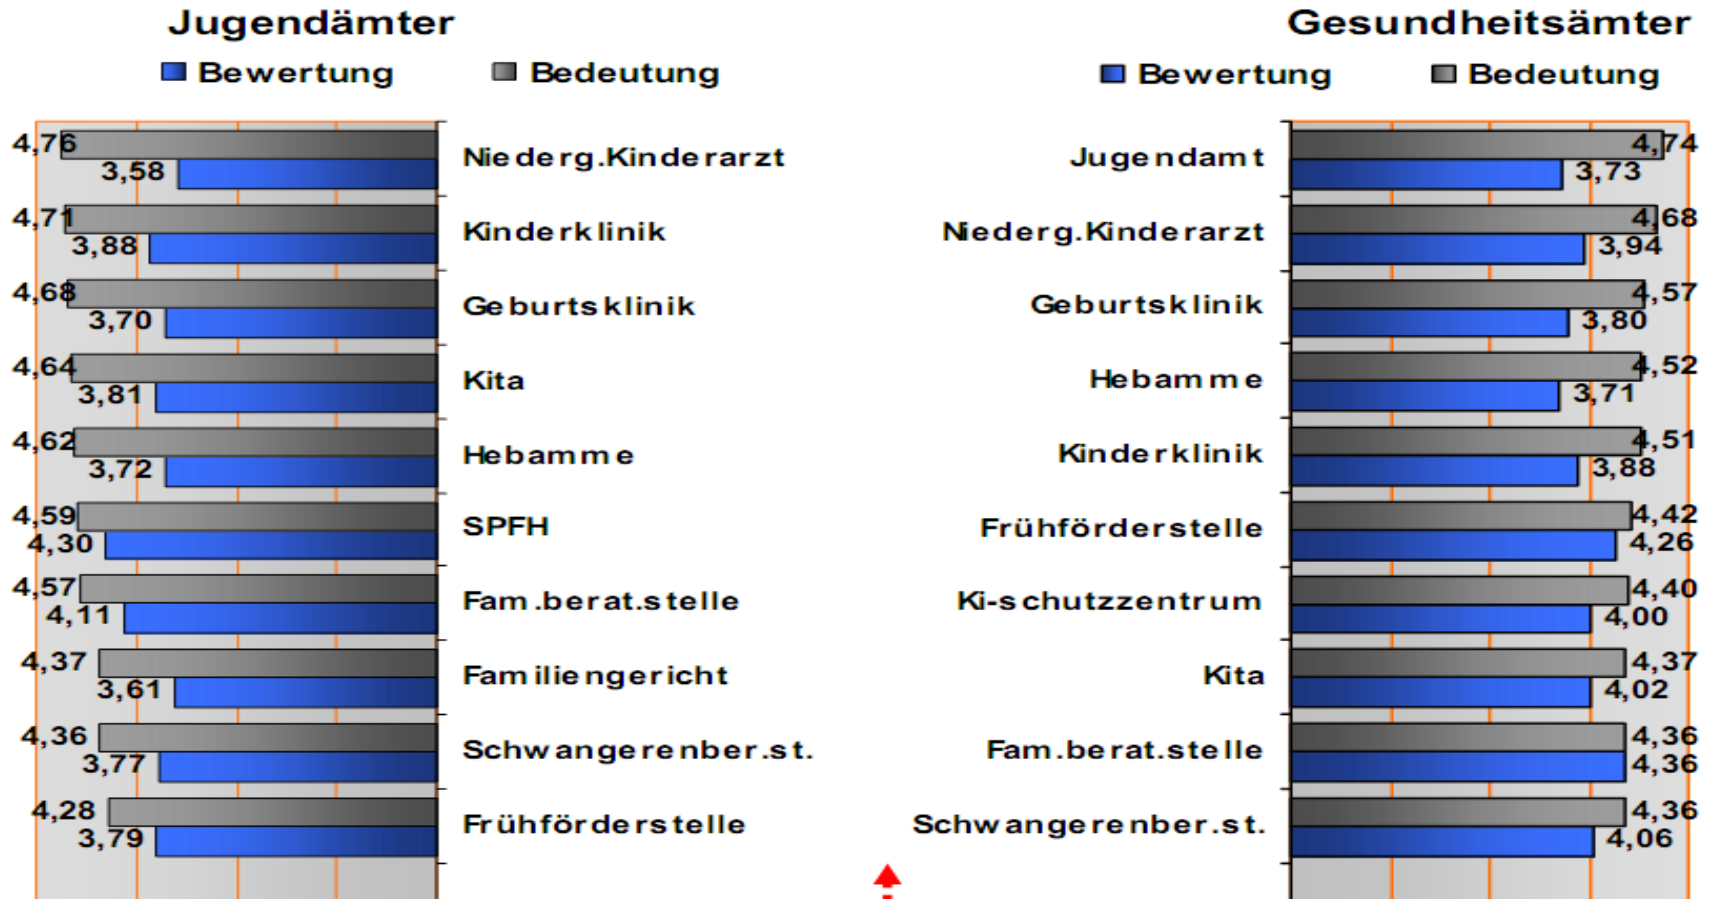 Jugendämter Gesundheitsämter
Bewertung Bedeutung Bewertung Bedeutung
4,76 Niederg.Kinderarzt Jugendamt 4,74
3,58 3,73
4,71 Kinderklinik Niederg.Kinderarzt 4,68
3,88 3,94
4,68 Geburtsklinik Geburtsklinik 4,57
3,70 3,80
4,64 Kita Hebamme 4,52
3,81 3,71
4,62 Hebamme Kinderklinik 4,51
3,72 3,88
4,59 SPFH Frühförderstelle 4,42
4,30 4,26
4,57 Fam.berat.stelle Ki-schutzzentrum 4,40
4,11 4,00
4,37 Familiengericht Kita 4,37
3,61 4,02
4,36 Schwangerenber.st. Fam.berat.stelle 4,36
3,77 4,36
4,28 Frühförderstelle Schwangerenber.st. 4,36
3,79 4,06